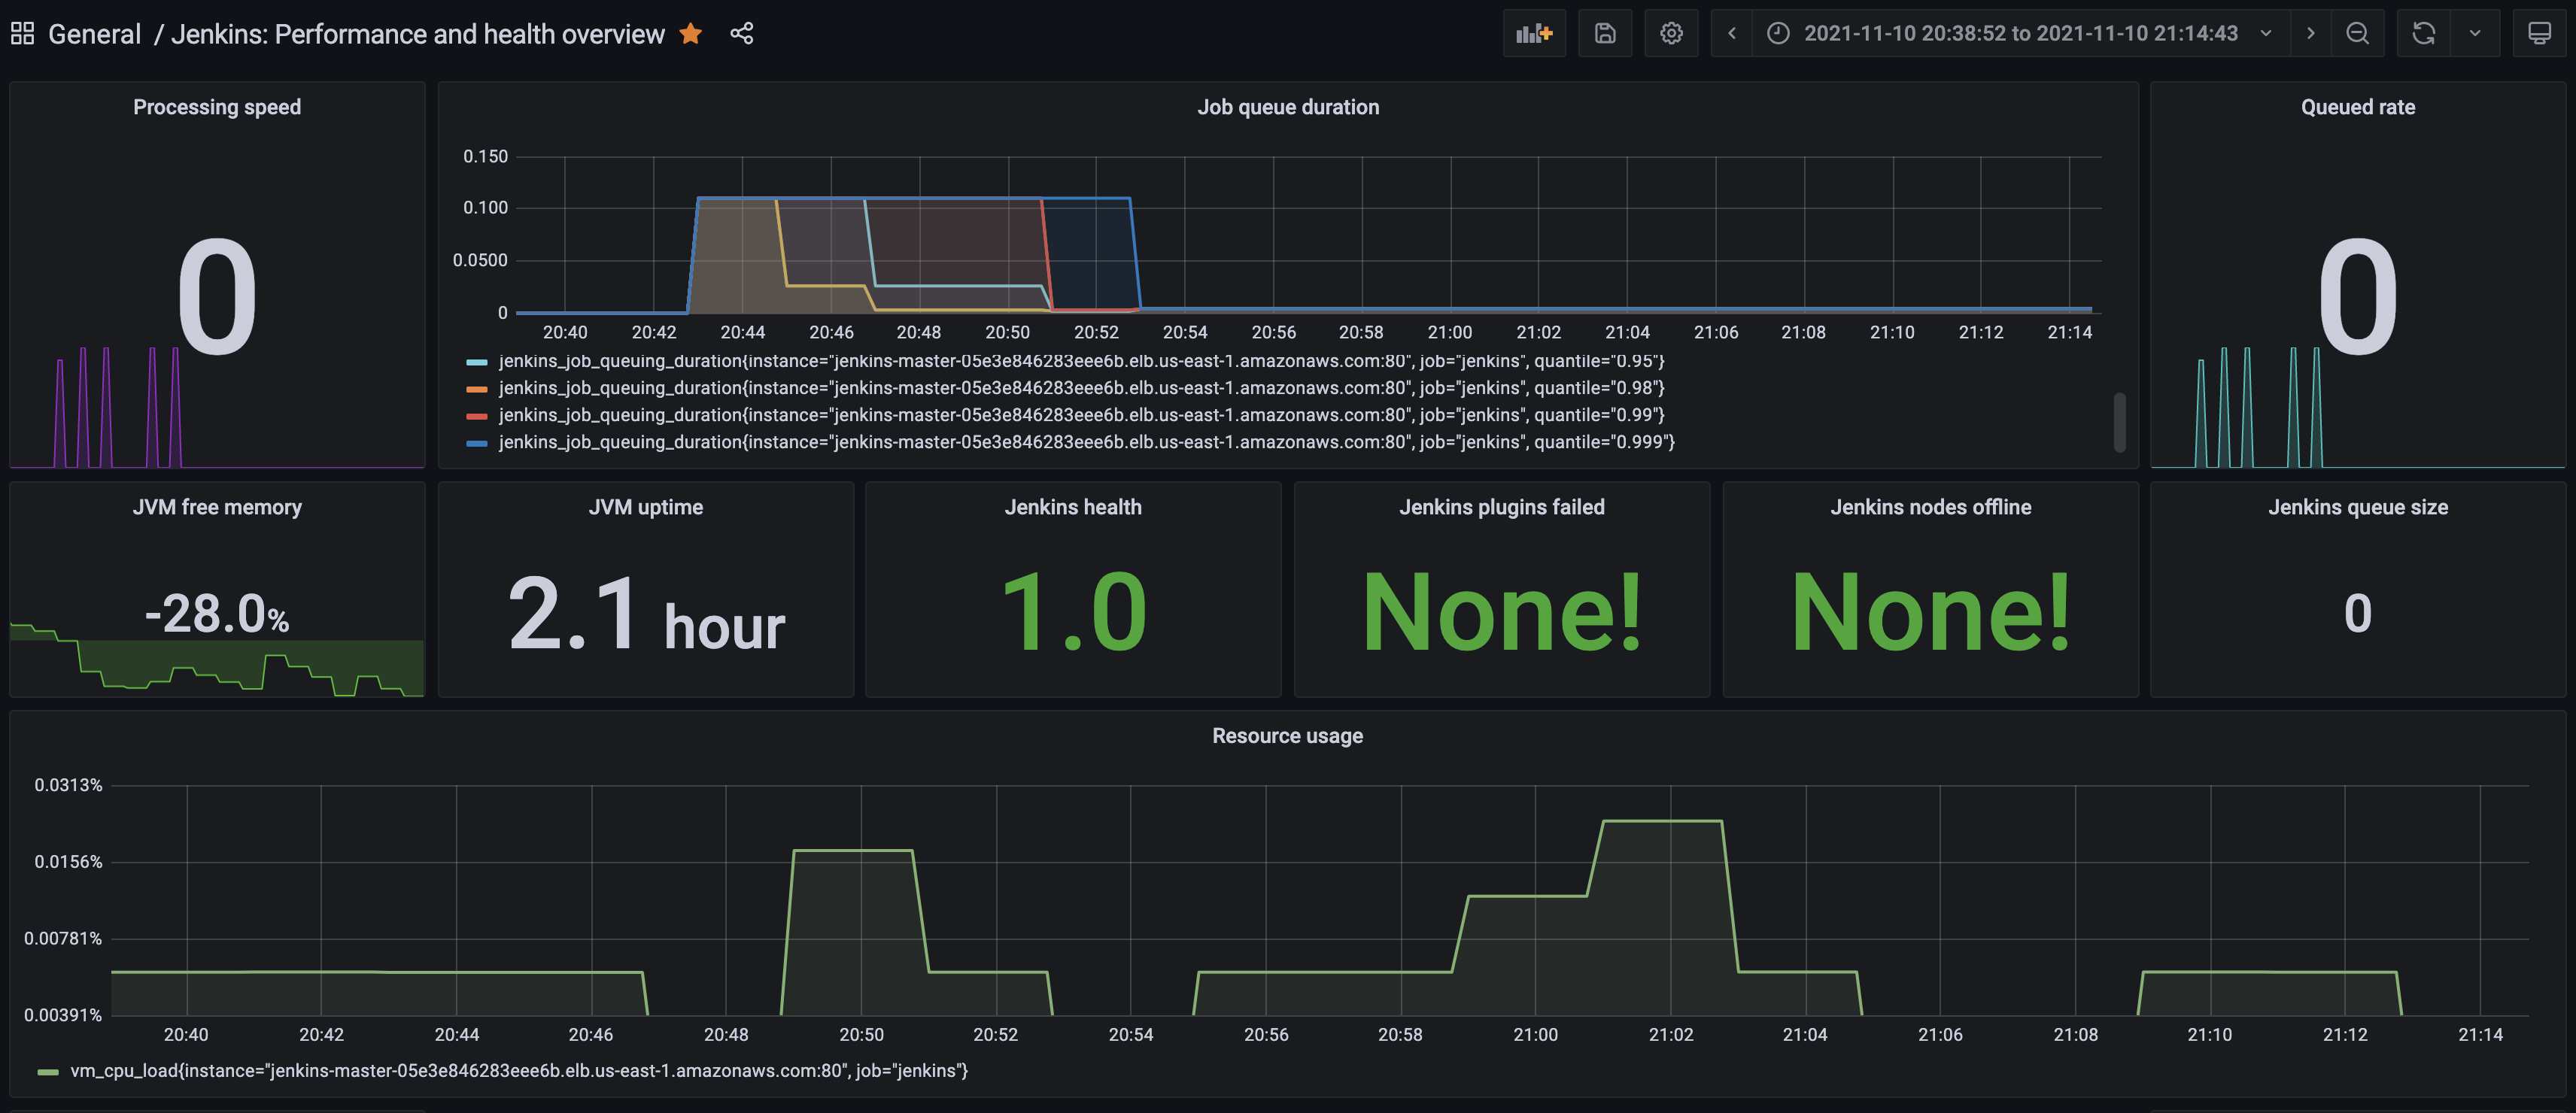 General / Jenkins: Performance and health overview
2021-11-10 20:38:52 to 2021-11-10 21:14:43
Processing speed
0
Job queue duration
0.150
0.100
0.0500
0
20:40 20:42 20:44 20:46 20:48 20:50 20:52 20:54 20:56 20:58 21:00 21:02 21:04 21:06 21:08 21:10 21:12 21:14
jenkins_job_queuing_duration{instance="jenkins-master-05e3e846283eee6b.elb.us-east-1.amazonaws.com:80", job="jenkins", quantile="0.95"}
jenkins_job_queuing_duration{instance="jenkins-master-05e3e846283eee6b.elb.us-east-1.amazonaws.com:80", job="jenkins", quantile="0.98"}
jenkins_job_queuing_duration{instance="jenkins-master-05e3e846283eee6b.elb.us-east-1.amazonaws.com:80", job="jenkins", quantile="0.99"}
jenkins_job_queuing_duration{instance="jenkins-master-05e3e846283eee6b.elb.us-east-1.amazonaws.com:80", job="jenkins", quantile="0.999"}
Queued rate
0
JVM free memory
-28.0%
JVM uptime
2.1 hour
Jenkins health
1.0
Jenkins plugins failed
None!
Jenkins nodes offline
None!
Jenkins queue size
0
Resource usage
0.0313%
0.0156%
0.00781%
0.00391%
20:40 20:42 20:44 20:46 20:48 20:50 20:52 20:54 20:56 20:58 21:00 21:02 21:04 21:06 21:08 21:10 21:12 21:14
vm_cpu_load{instance="jenkins-master-05e3e846283eee6b.elb.us-east-1.amazonaws.com:80", job="jenkins"}